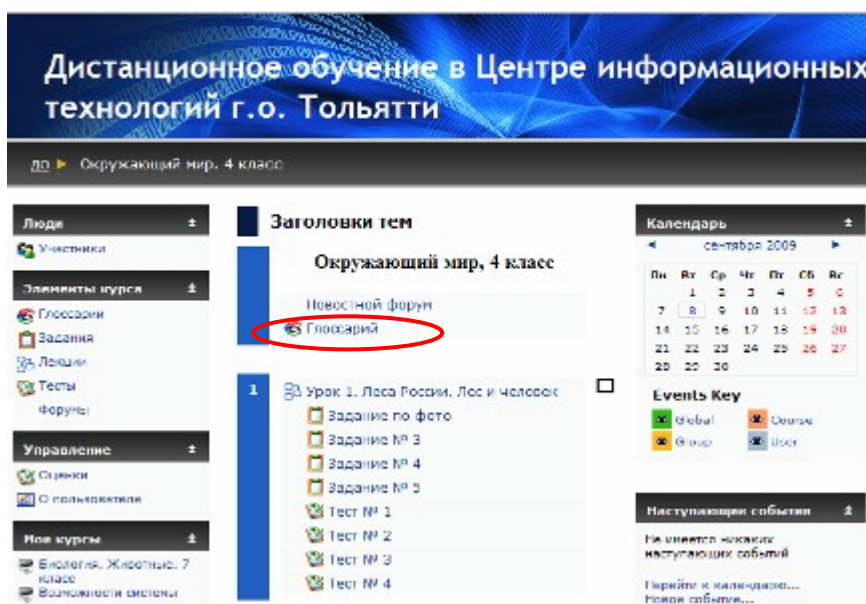 Дистанционное обучение в Центре информационных
технологий г.о. Тольятти
до ► Окружающий мир, 4 класс
Люди
Участники
Элементы курса
Глоссарии
Задания
Лекции
Тесты
Форумы
Управление
Оценки
О пользователе
Мои курсы
Биология. Животные. 7
класс
Возможности системы
Заголовки тем
Окружающий мир, 4 класс
Новостной форум
Глоссарий
1
Урок 1. Леса России. Лес и человек
Задание по фото
Задание № 3
Задание № 4
Задание № 5
Тест № 1
Тест № 2
Тест № 3
Тест № 4
Календарь
◄ сентября 2009 ►
Пн Вт Ср Чт Пт Сб Вс
1 2 3 4 5 6
7 8 9 10 11 12 13
14 15 16 17 18 19 20
21 22 23 24 25 26 27
28 29 30
Events Key
Global Course
Group User
Наступающие события
Не имеется никаких
наступающих событий
Перейти к календарю...
Новое событие...